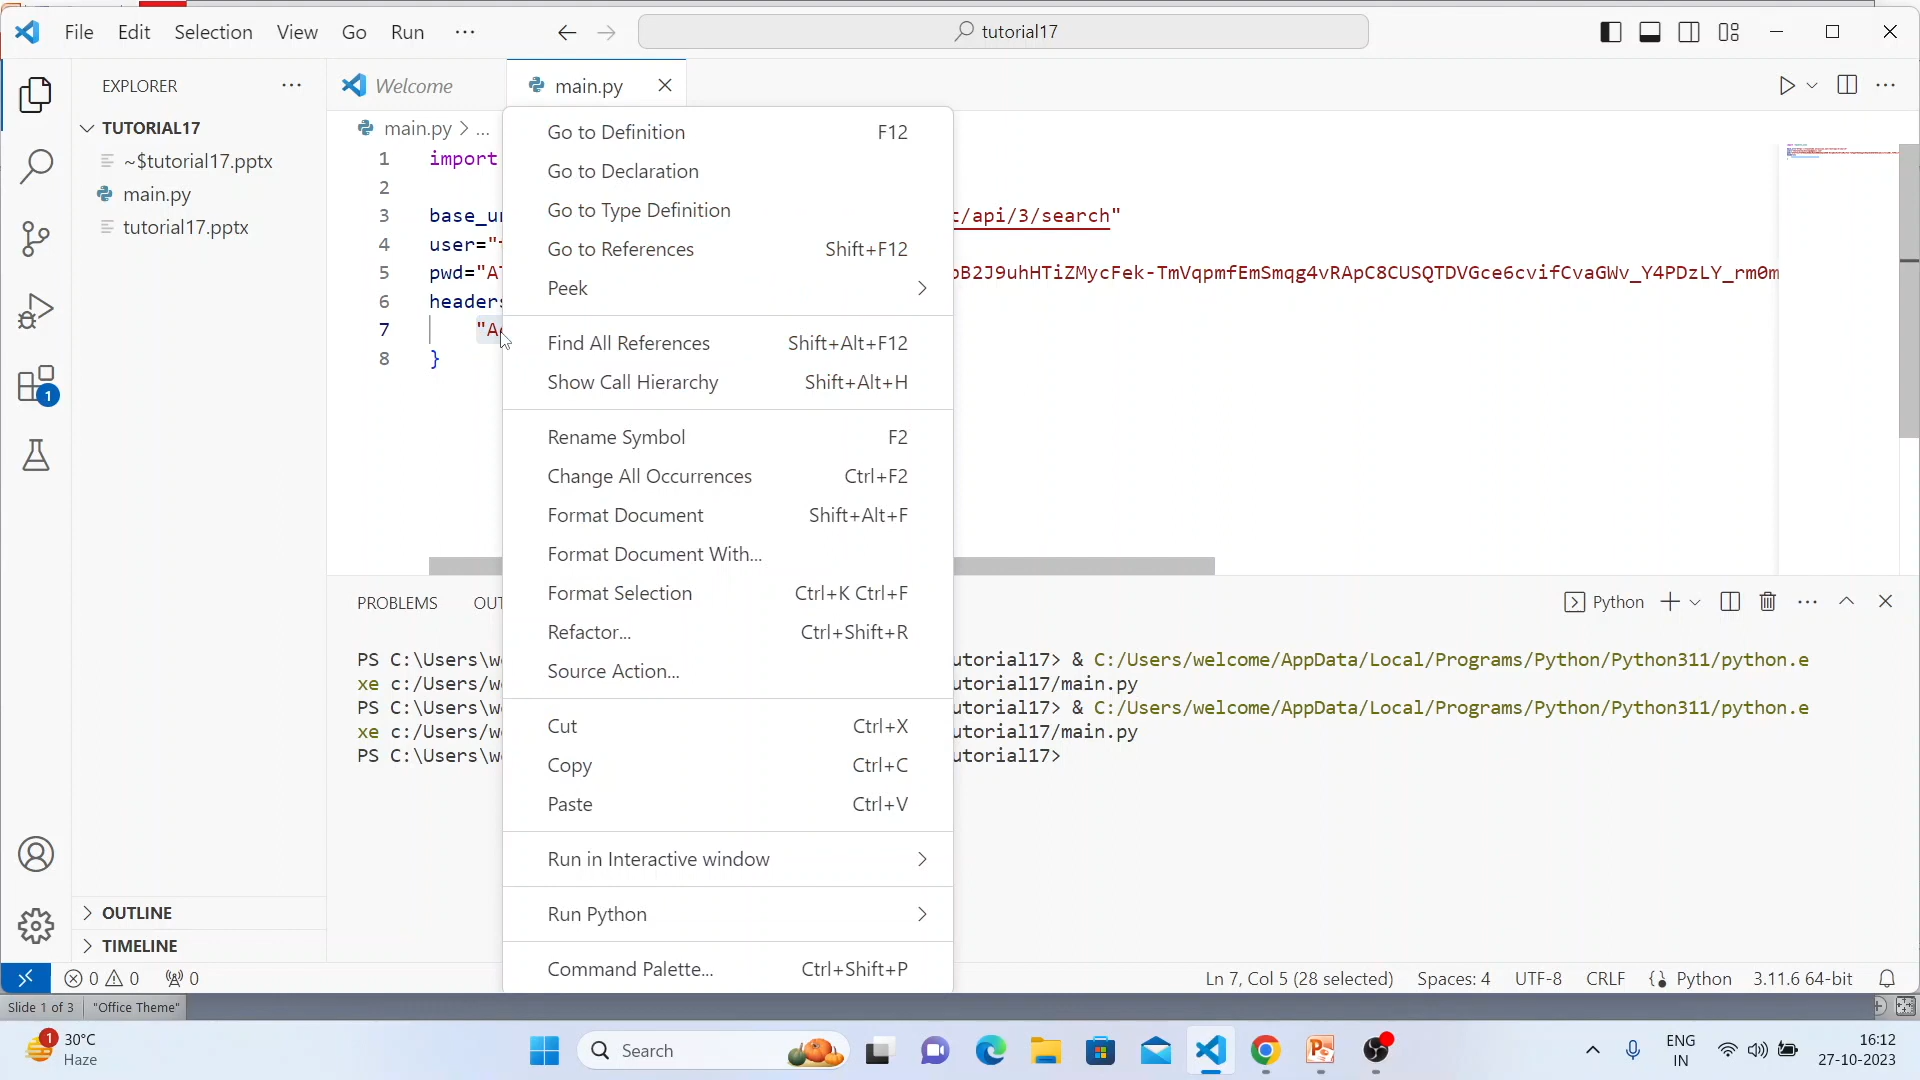 File Edit Selection View Go Run ...
tutorial17
EXPLORER ...
Welcome
main.py
TUTORIAL17
~$tutorial17.pptx
main.py
tutorial17.pptx
main.py > ...
1 import
2
3 base_ur t/api/3/search"
4 user="
5 pwd="AT bB2J9uhHTiZMycFek-TmVqpmfEmSmqg4vRApC8CUSQTDVGce6cvifCvaGWv_Y4PDzLY_rm0m
6 headers
7 "Ac
8 }
Go to Definition F12
Go to Declaration
Go to Type Definition
Go to References Shift+F12
Peek
Find All References Shift+Alt+F12
Show Call Hierarchy Shift+Alt+H
Rename Symbol F2
Change All Occurrences Ctrl+F2
Format Document Shift+Alt+F
Format Document With...
Format Selection Ctrl+K Ctrl+F
Refactor... Ctrl+Shift+R
Source Action...
Cut Ctrl+X
Copy Ctrl+C
Paste Ctrl+V
Run in Interactive window
Run Python
Command Palette... Ctrl+Shift+P
PROBLEMS OUT
Python
PS C:\Users\w utorial17> & C:/Users/welcome/AppData/Local/Programs/Python/Python311/python.e
xe c:/Users/w utorial17/main.py
PS C:\Users\w utorial17> & C:/Users/welcome/AppData/Local/Programs/Python/Python311/python.e
xe c:/Users/w utorial17/main.py
PS C:\Users\w utorial17>
1
OUTLINE
TIMELINE
0 0 0
Ln 7, Col 5 (28 selected) Spaces: 4 UTF-8 CRLF Python 3.11.6 64-bit
Slide 1 of 3 "Office Theme"
1 30°C
Haze
Search
ENG
IN
16:12
27-10-2023